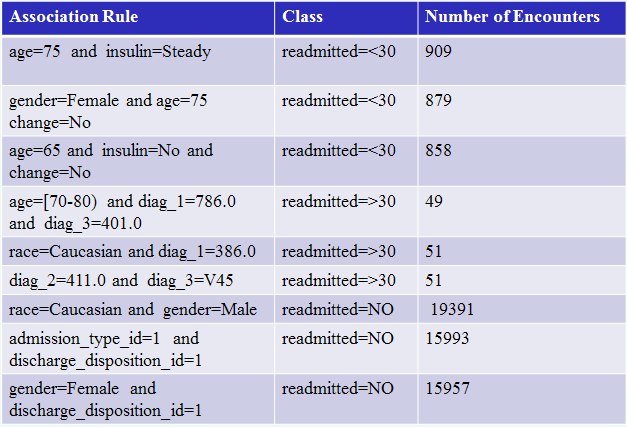 Association Rule Class Number of Encounters
age=75 and insulin=Steady readmitted=<30 909
gender=Female and age=75 readmitted=<30 879
change=No
age=65 and insulin=No and readmitted=<30 858
change=No
age=[70-80) and diag_1=786.0 readmitted=>30 49
and diag_3=401.0
race=Caucasian and diag_1=386.0 readmitted=>30 51
diag_2=411.0 and diag_3=V45 readmitted=>30 51
race=Caucasian and gender=Male readmitted=NO 19391
admission_type_id=1 and readmitted=NO 15993
discharge_disposition_id=1
gender=Female and readmitted=NO 15957
discharge_disposition_id=1